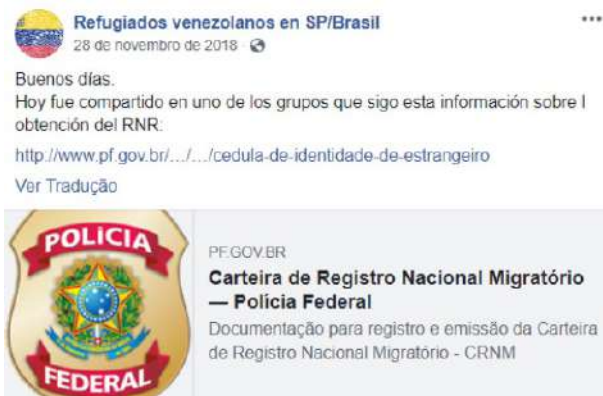 Refugiados venezolanos en SP/Brasil
28 de novembro de 2018
Buenos días.
Hoy fue compartido en uno de los grupos que sigo esta información sobre l
obtención del RNR:
http://www.pf.gov.br/.../.../cedula-de-identidade-de-estrangeiro
Ver Tradução
POLICIA
FEDERAL
PF.GOV.BR
Carteira de Registro Nacional Migratório
— Polícia Federal
Documentação para registro e emissão da Carteira
de Registro Nacional Migratório - CRNM